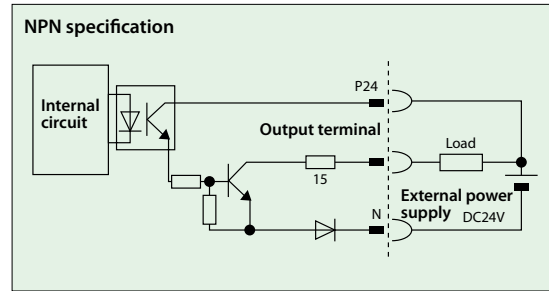 NPN specification
P24
Internal
circuit
Output terminal
Load
15
External power
supply
N
DC24V